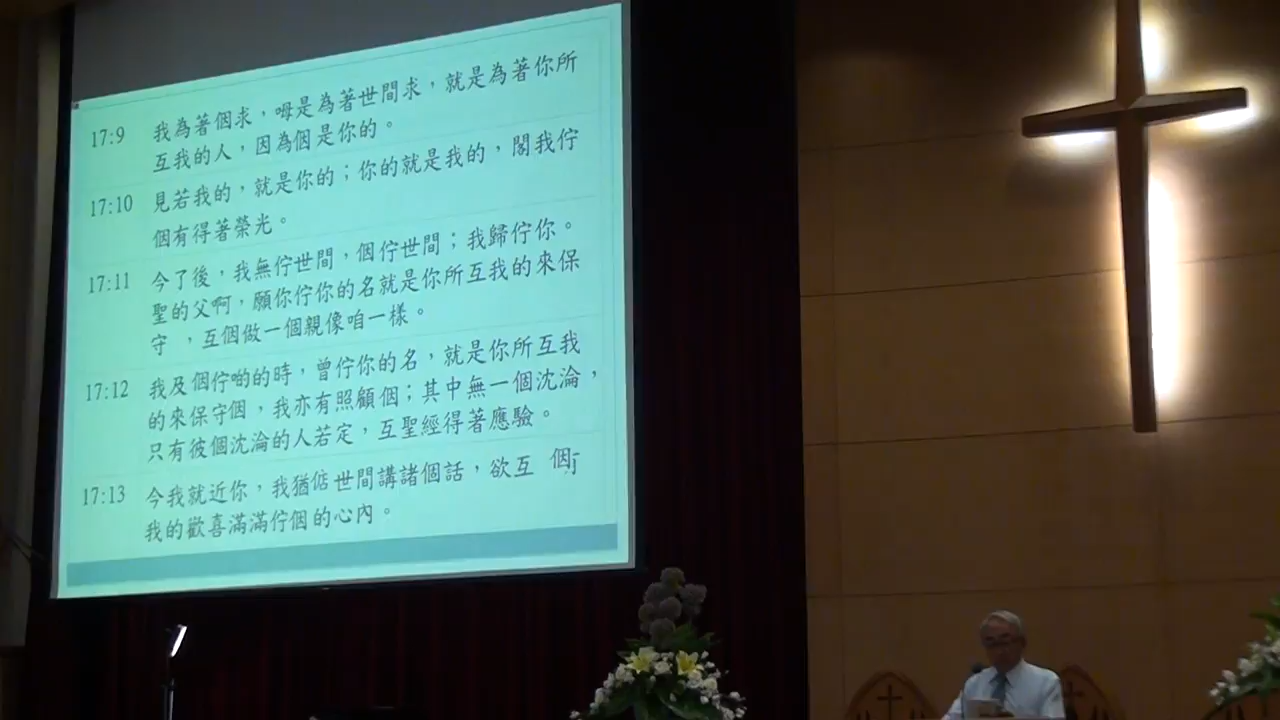 17:9 我為著個求，呣是為著世間求，就是為著你所
互我的人，因為個是你的。
17:10 見若我的，就是你的；你的就是我的，閣我佇
個有得著榮光。
17:11 今了後，我無佇世間，個佇世間；我歸佇你。
聖的父啊，願你佇你的名就是你所互我的來保
守 ，互個做一個親像咱一樣。
17:12 我及個佇啲的時，曾佇你的名，就是你所互我
的來保守個，我亦有照顧個；其中無一個沈淪，
只有彼個沈淪的人若定，互聖經得著應驗。
17:13 今我就近你，我猶佇世間講諸個話，欲互 個
我的歡喜滿滿佇個的心內。